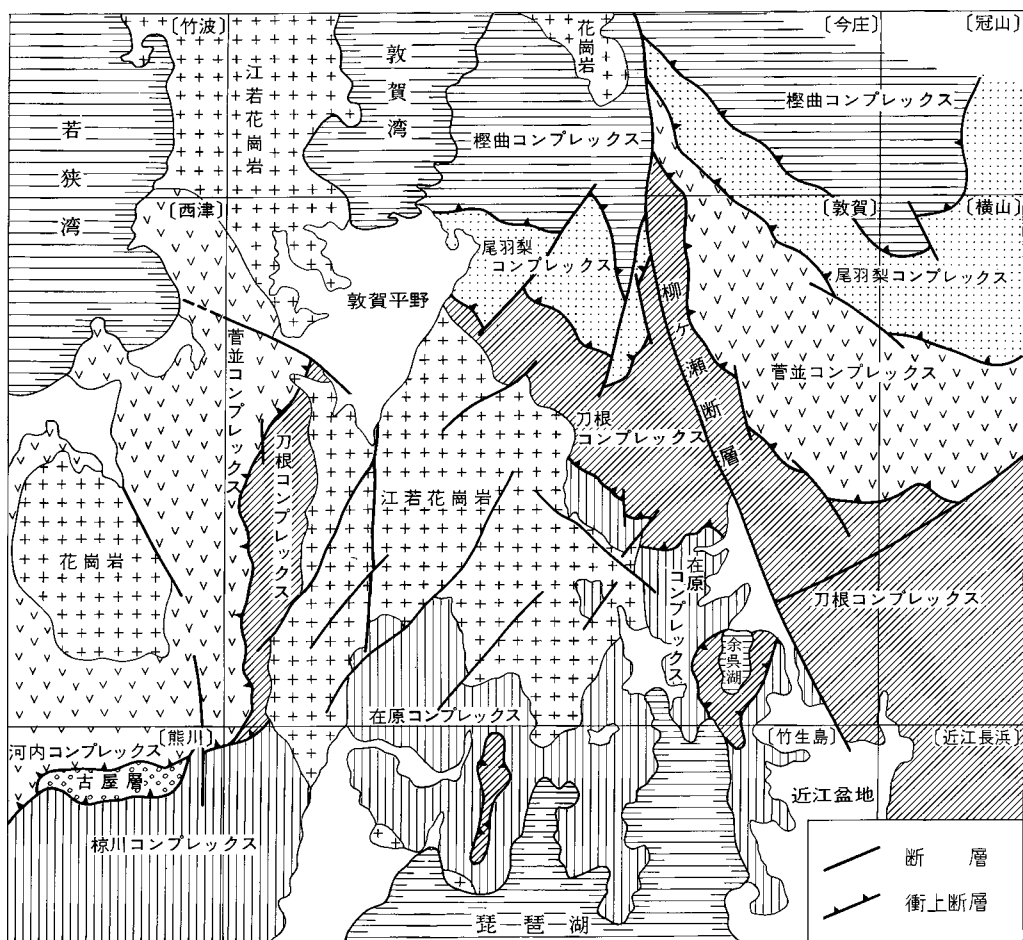 〔竹波〕
花崗岩
〔今庄〕
〔冠山〕
江若花崗岩
敦賀湾
若狭湾
樫曲コンプレックス
樫曲コンプレックス
〔西津〕
〔敦賀〕
〔横山〕
尾羽梨
コンプレックス
尾羽梨コンプレックス
敦賀平野
柳ヶ瀬断層
菅並コンプレックス
菅並コンプレックス
刀根
コンプレックス
刀根コンプレックス
江若花崗岩
花崗岩
在原
コンプレックス
刀根コンプレックス
余呉湖
在原コンプレックス
〔熊川〕
〔竹生島〕
〔近江長浜〕
河内コンプレックス
古屋層
近江盆地
椋川コンプレックス
断層
衝上断層
琵琶湖